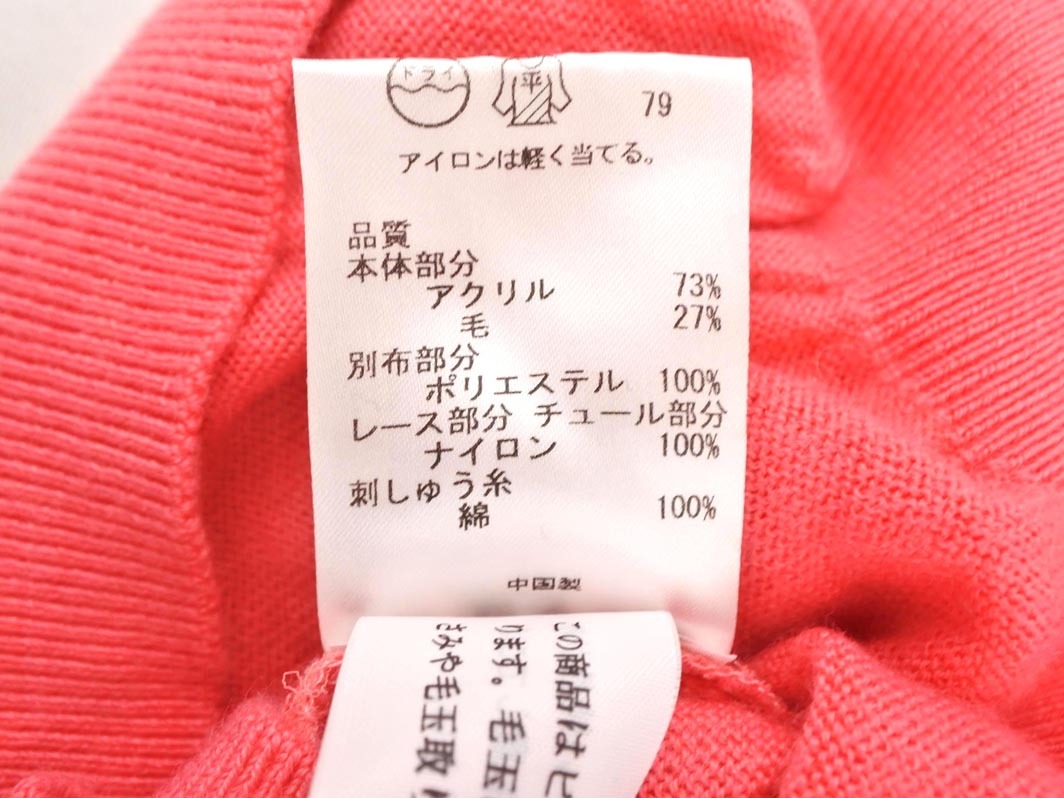 ドライ
平
79
アイロンは軽く当てる。
品質
本体部分
アクリル 73%
毛 27%
別布部分
ポリエステル 100%
レース部分 チュール部分
ナイロン 100%
刺しゅう糸
綿 100%
中国製
この商品はピ
ります。毛玉
さみや毛玉取り